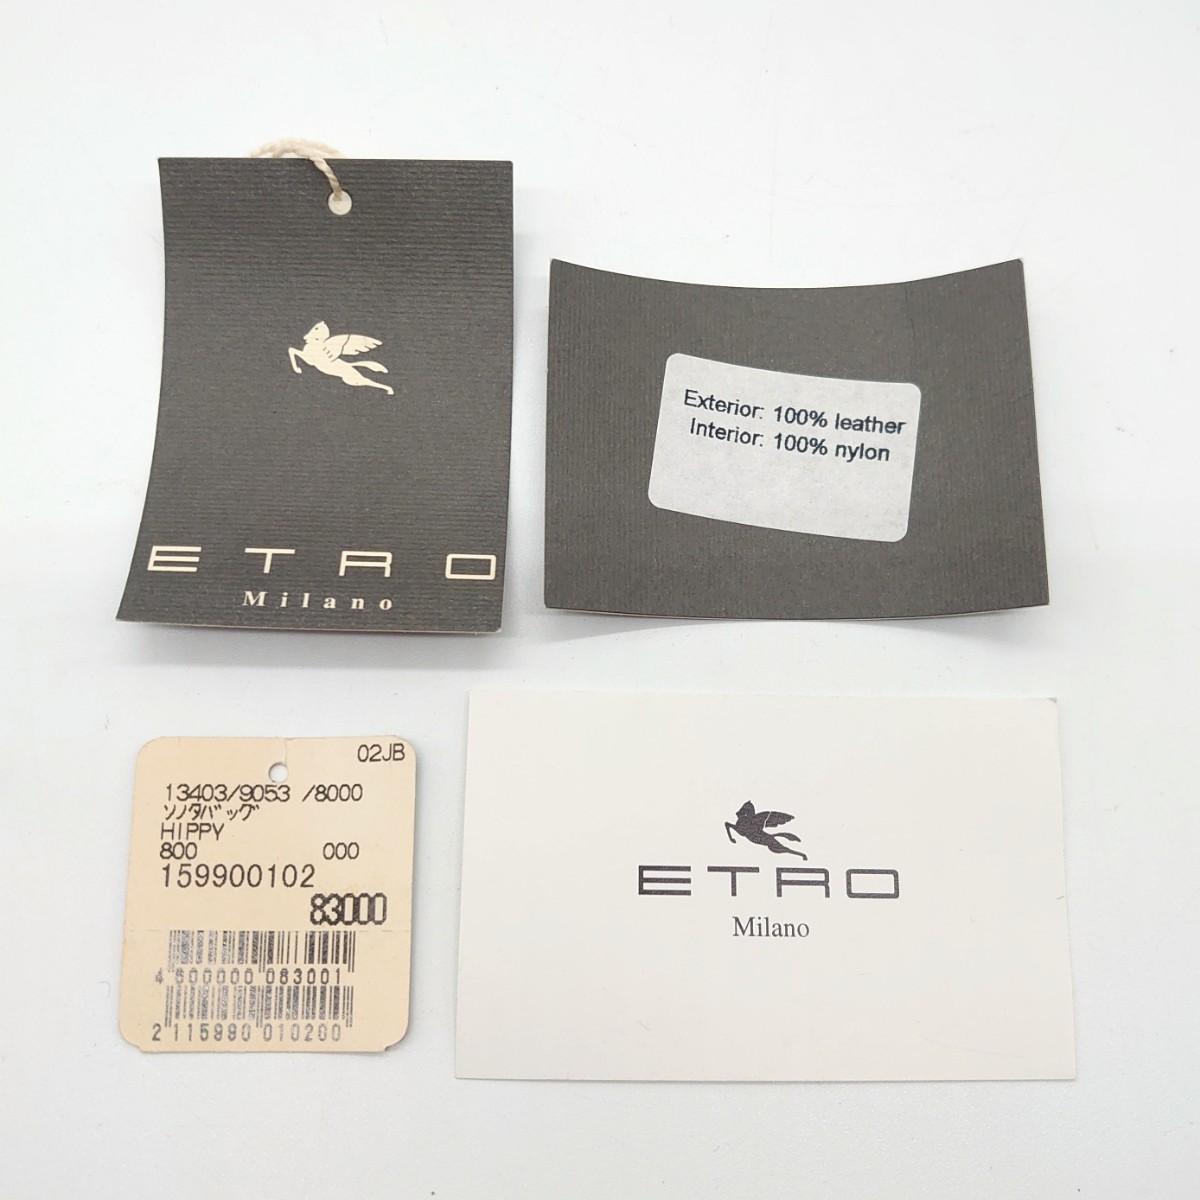 ETRO
Milano
Exterior: 100% leather
Interior: 100% nylon
02JB
13403/9053 /8000
ソノタバッグ
HIPPY
800 000
159900102
83000
4 600000 083001
2 115990 010200
ETRO
Milano